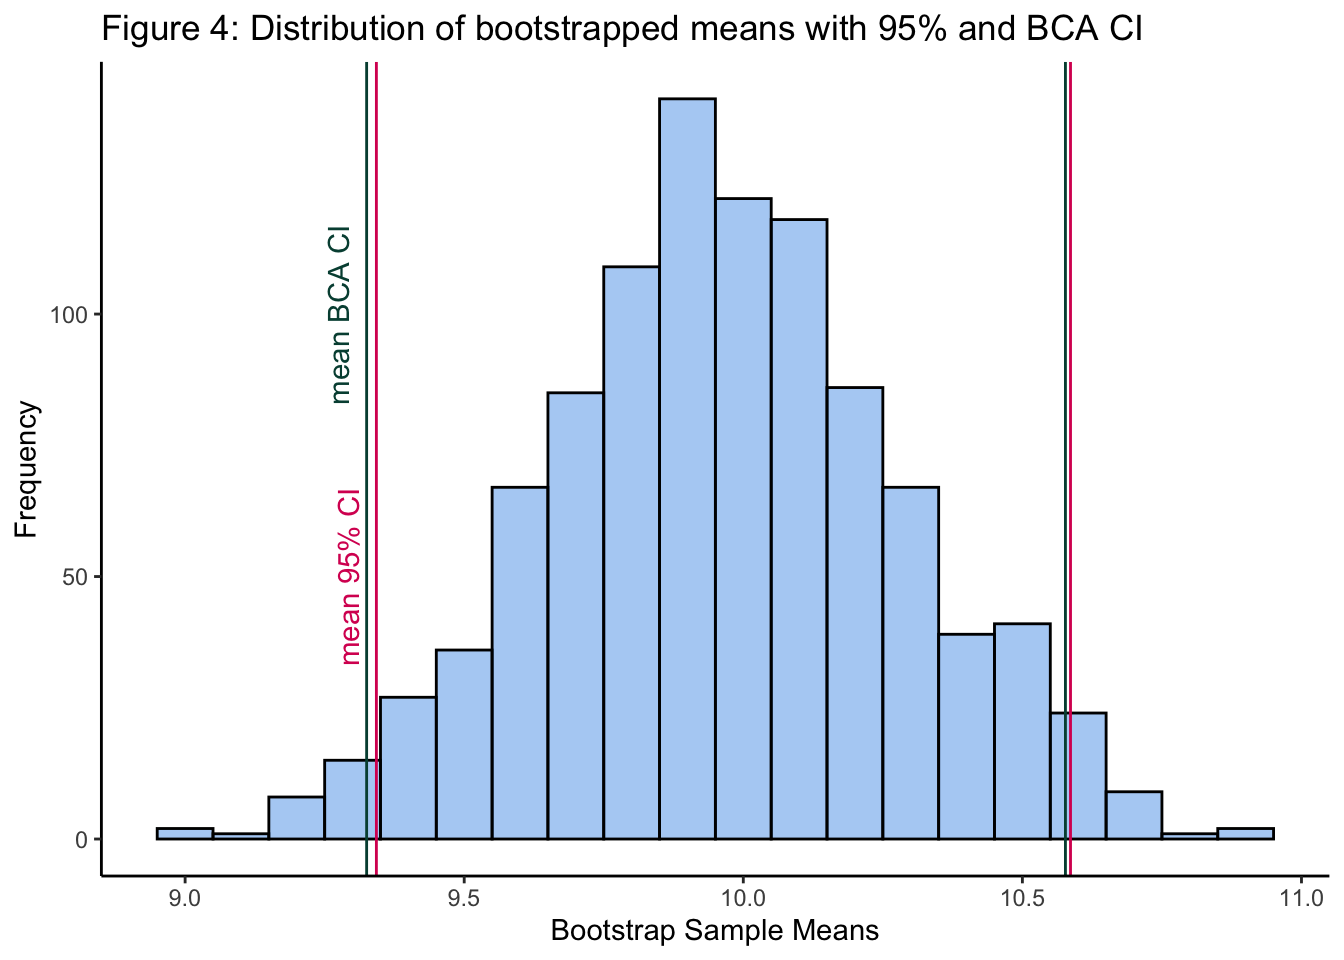 Figure 4: Distribution of bootstrapped means with 95% and BCA CI
mean BCA CI
mean 95% CI
Frequency
100
50
0
9.0
9.5
10.0
10.5
11.0
Bootstrap Sample Means